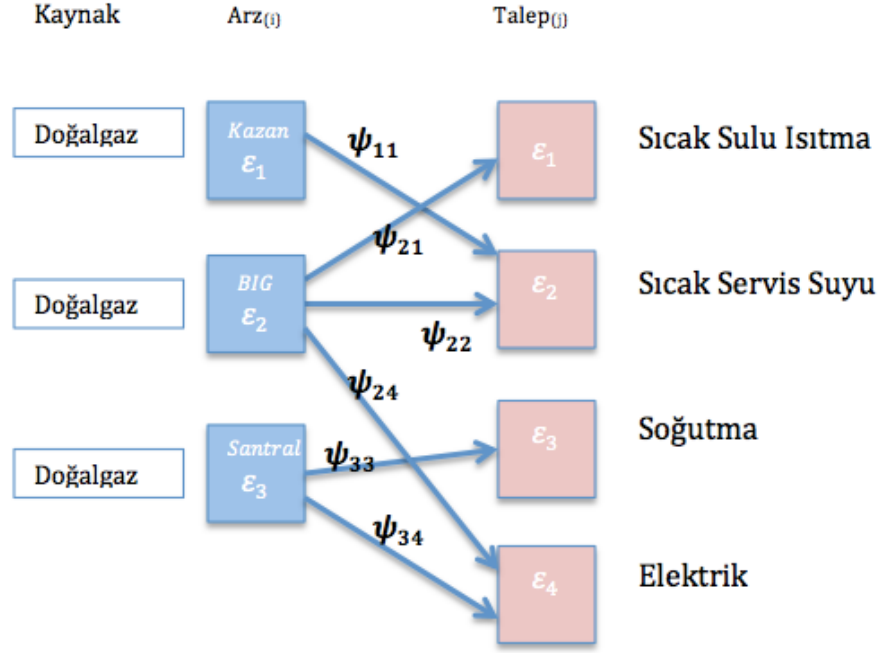 Kaynak Arz(i) Talep(j)
Doğalgaz Kazan ε1 ψ11 ε1 Sıcak Sulu Isıtma
ψ21
Doğalgaz BIG ε2 ψ22 ε2 Sıcak Servis Suyu
ψ24
Doğalgaz Santral ε3 ψ33 ε3 Soğutma
ψ34
ε4 Elektrik